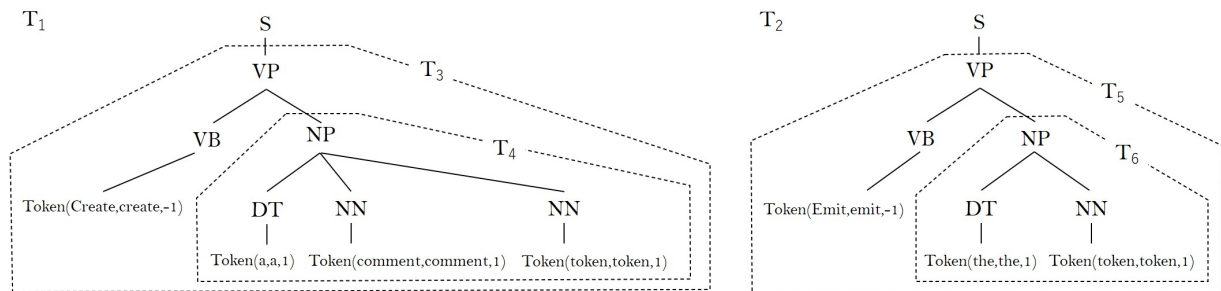 T1 S
VP T3
VB NP T4
DT NN NN
Token(Create,create,-1)
Token(a,a,1) Token(comment,comment,1) Token(token,token,1)
T2 S
VP T5
VB NP T6
Token(Emit,emit,-1) DT NN
Token(the,the,1) Token(token,token,1)